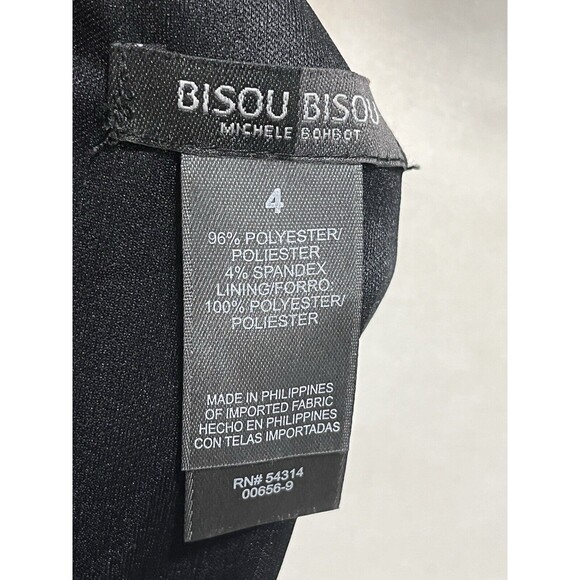 BISOU BISOU
MICHELE BOHBOT
4
96% POLYESTER/
POLIESTER
4% SPANDEX
LINING/FORRO:
100% POLYESTER/
POLIESTER
MADE IN PHILIPPINES
OF IMPORTED FABRIC
HECHO EN PHILIPPINES
CON TELAS IMPORTADAS
RN# 54314
00656-9